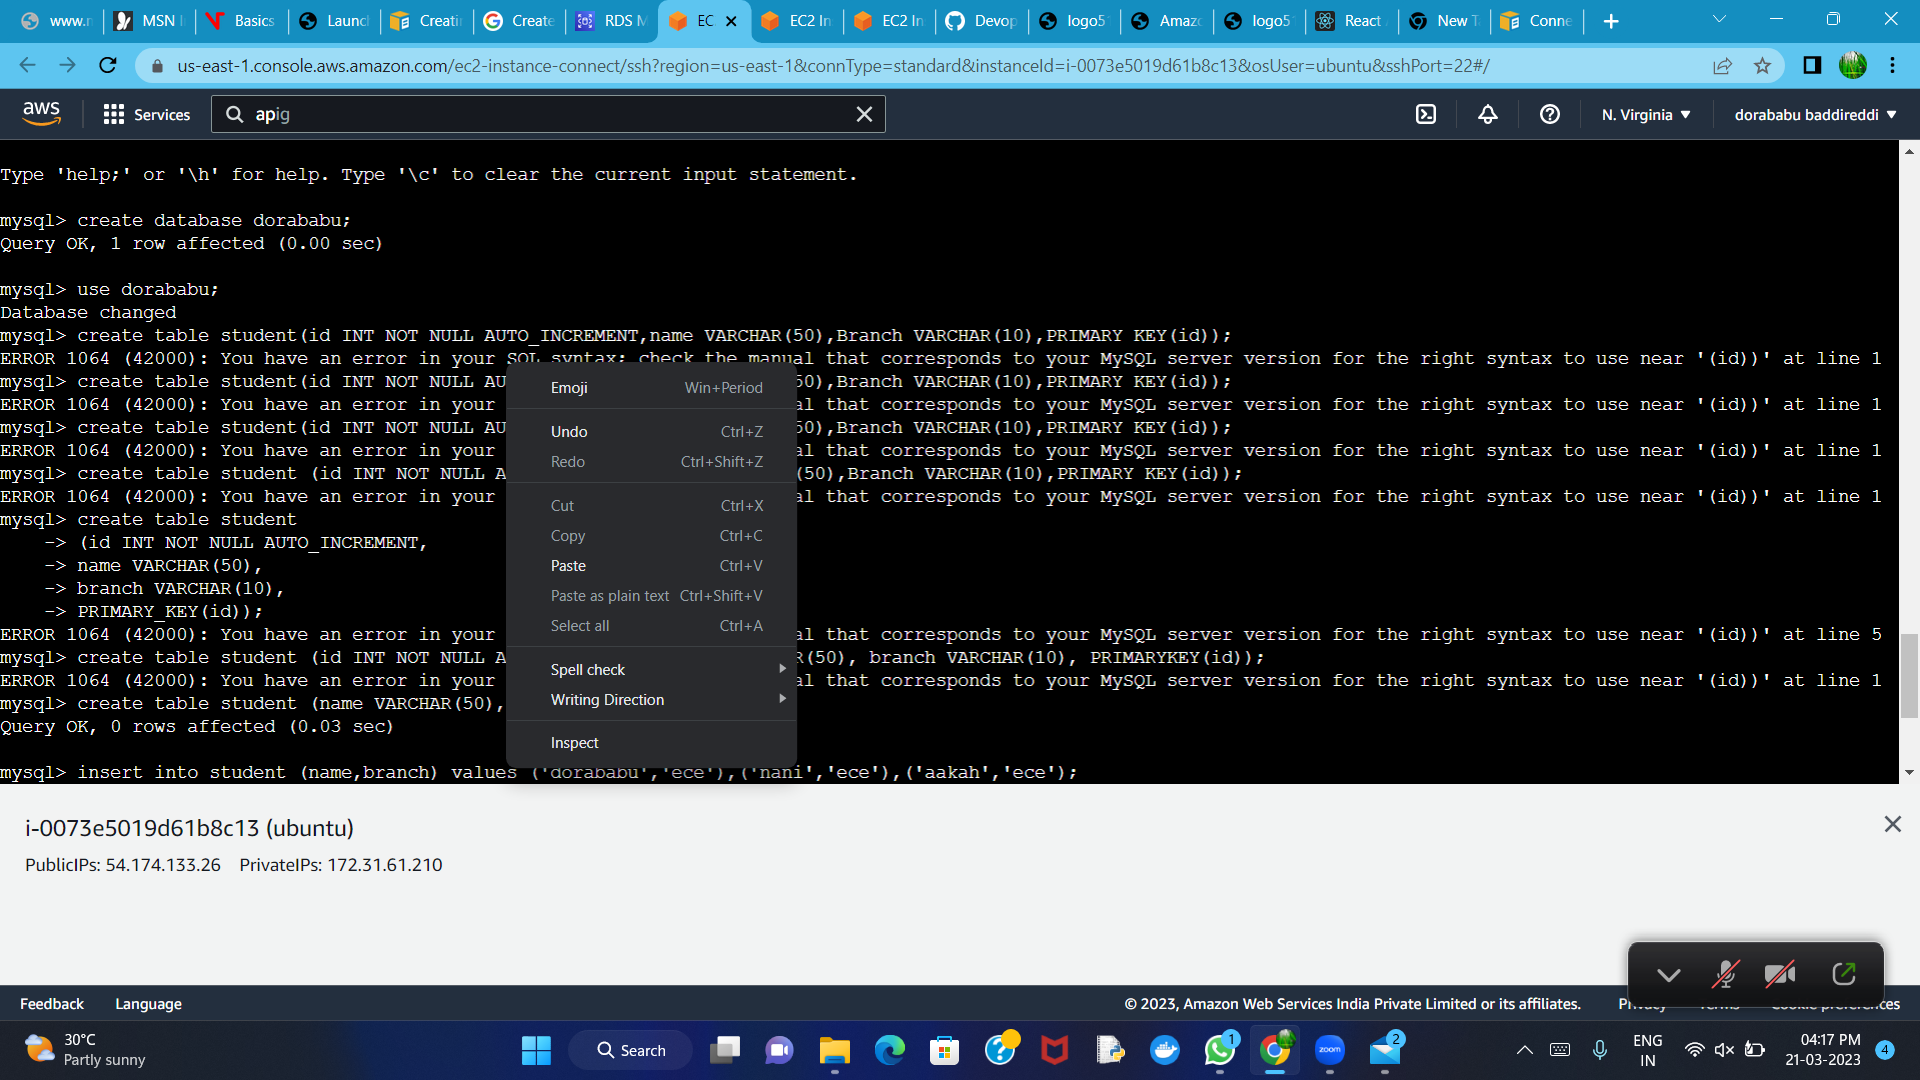 www.r
MSN I
Basics
Launc
Creatin
Create
RDS M
EC
EC2 In
EC2 In
Devop
logo5
Amazo
logo5
React
New T
Conne
us-east-1.console.aws.amazon.com/ec2-instance-connect/ssh?region=us-east-1&connType=standard&instanceId=i-0073e5019d61b8c13&osUser=ubuntu&sshPort=22#/
aws
Services
apig
N. Virginia
dorababu baddireddi
Type 'help;' or '\h' for help. Type '\c' to clear the current input statement.
mysql> create database dorababu;
Query OK, 1 row affected (0.00 sec)
mysql> use dorababu;
Database changed
mysql> create table student(id INT NOT NULL AUTO_INCREMENT,name VARCHAR(50),Branch VARCHAR(10),PRIMARY KEY(id));
ERROR 1064 (42000): You have an error in your SQL syntax; check the manual that corresponds to your MySQL server version for the right syntax to use near '(id))' at line 1
mysql> create table student(id INT NOT NULL AU 50),Branch VARCHAR(10),PRIMARY KEY(id));
ERROR 1064 (42000): You have an error in your al that corresponds to your MySQL server version for the right syntax to use near '(id))' at line 1
mysql> create table student(id INT NOT NULL AU 50),Branch VARCHAR(10),PRIMARY KEY(id));
ERROR 1064 (42000): You have an error in your al that corresponds to your MySQL server version for the right syntax to use near '(id))' at line 1
mysql> create table student (id INT NOT NULL A (50),Branch VARCHAR(10),PRIMARY KEY(id));
ERROR 1064 (42000): You have an error in your al that corresponds to your MySQL server version for the right syntax to use near '(id))' at line 1
mysql> create table student
-> (id INT NOT NULL AUTO_INCREMENT,
-> name VARCHAR(50),
-> branch VARCHAR(10),
-> PRIMARY_KEY(id));
ERROR 1064 (42000): You have an error in your al that corresponds to your MySQL server version for the right syntax to use near '(id))' at line 5
mysql> create table student (id INT NOT NULL A R(50), branch VARCHAR(10), PRIMARYKEY(id));
ERROR 1064 (42000): You have an error in your al that corresponds to your MySQL server version for the right syntax to use near '(id))' at line 1
mysql> create table student (name VARCHAR(50),
Query OK, 0 rows affected (0.03 sec)
mysql> insert into student (name,branch) values ('dorababu','ece'),('nani','ece'),('aakah','ece');
Emoji Win+Period
Undo Ctrl+Z
Redo Ctrl+Shift+Z
Cut Ctrl+X
Copy Ctrl+C
Paste Ctrl+V
Paste as plain text Ctrl+Shift+V
Select all Ctrl+A
Spell check
Writing Direction
Inspect
i-0073e5019d61b8c13 (ubuntu)
PublicIPs: 54.174.133.26 PrivateIPs: 172.31.61.210
Feedback Language
© 2023, Amazon Web Services India Private Limited or its affiliates. Privacy Terms Cookie preferences
30°C
Partly sunny
Search
1
zoom
2
ENG
IN
04:17 PM
21-03-2023
4